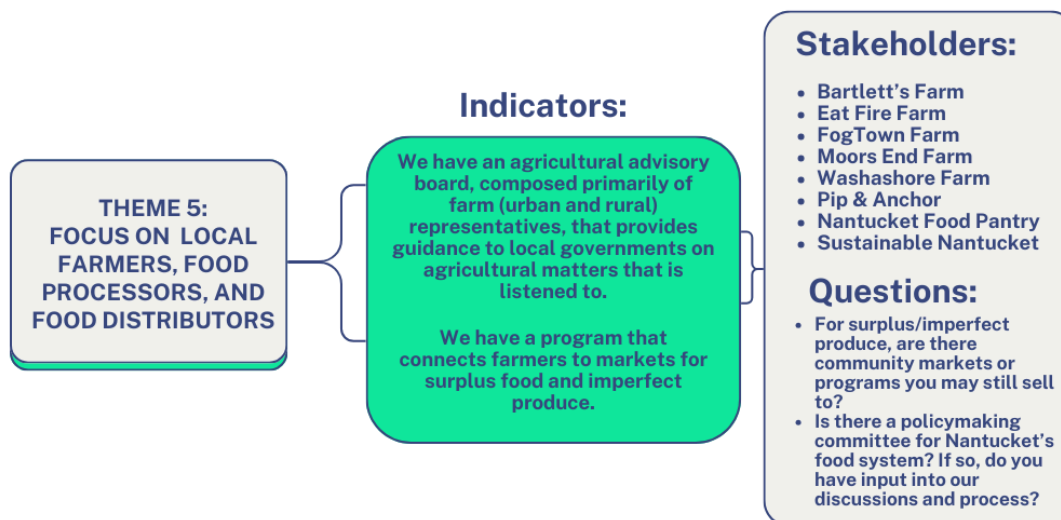 THEME 5:
FOCUS ON LOCAL
FARMERS, FOOD
PROCESSORS, AND
FOOD DISTRIBUTORS
Indicators:
We have an agricultural advisory
board, composed primarily of
farm (urban and rural)
representatives, that provides
guidance to local governments on
agricultural matters that is
listened to.
We have a program that
connects farmers to markets for
surplus food and imperfect
produce.
Stakeholders:
• Bartlett's Farm
• Eat Fire Farm
• FogTown Farm
• Moors End Farm
• Washashore Farm
• Pip & Anchor
• Nantucket Food Pantry
• Sustainable Nantucket
Questions:
• For surplus/imperfect
produce, are there
community markets or
programs you may still sell
to?
• Is there a policymaking
committee for Nantucket's
food system? If so, do you
have input into our
discussions and process?